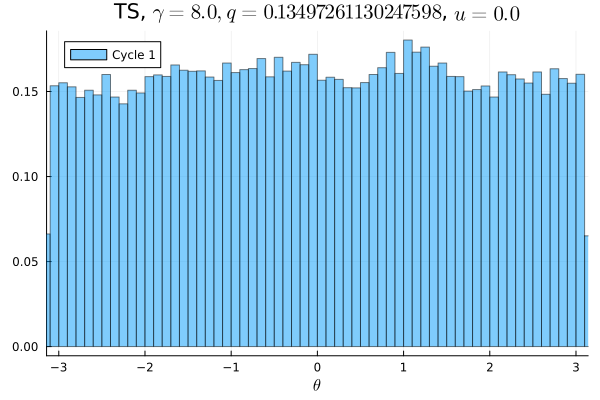 TS, γ = 8.0, q = 0.13497261130247598, u = 0.0
Cycle 1
0.15
0.10
0.05
0.00
−3 −2 −1 0 1 2 3
θ